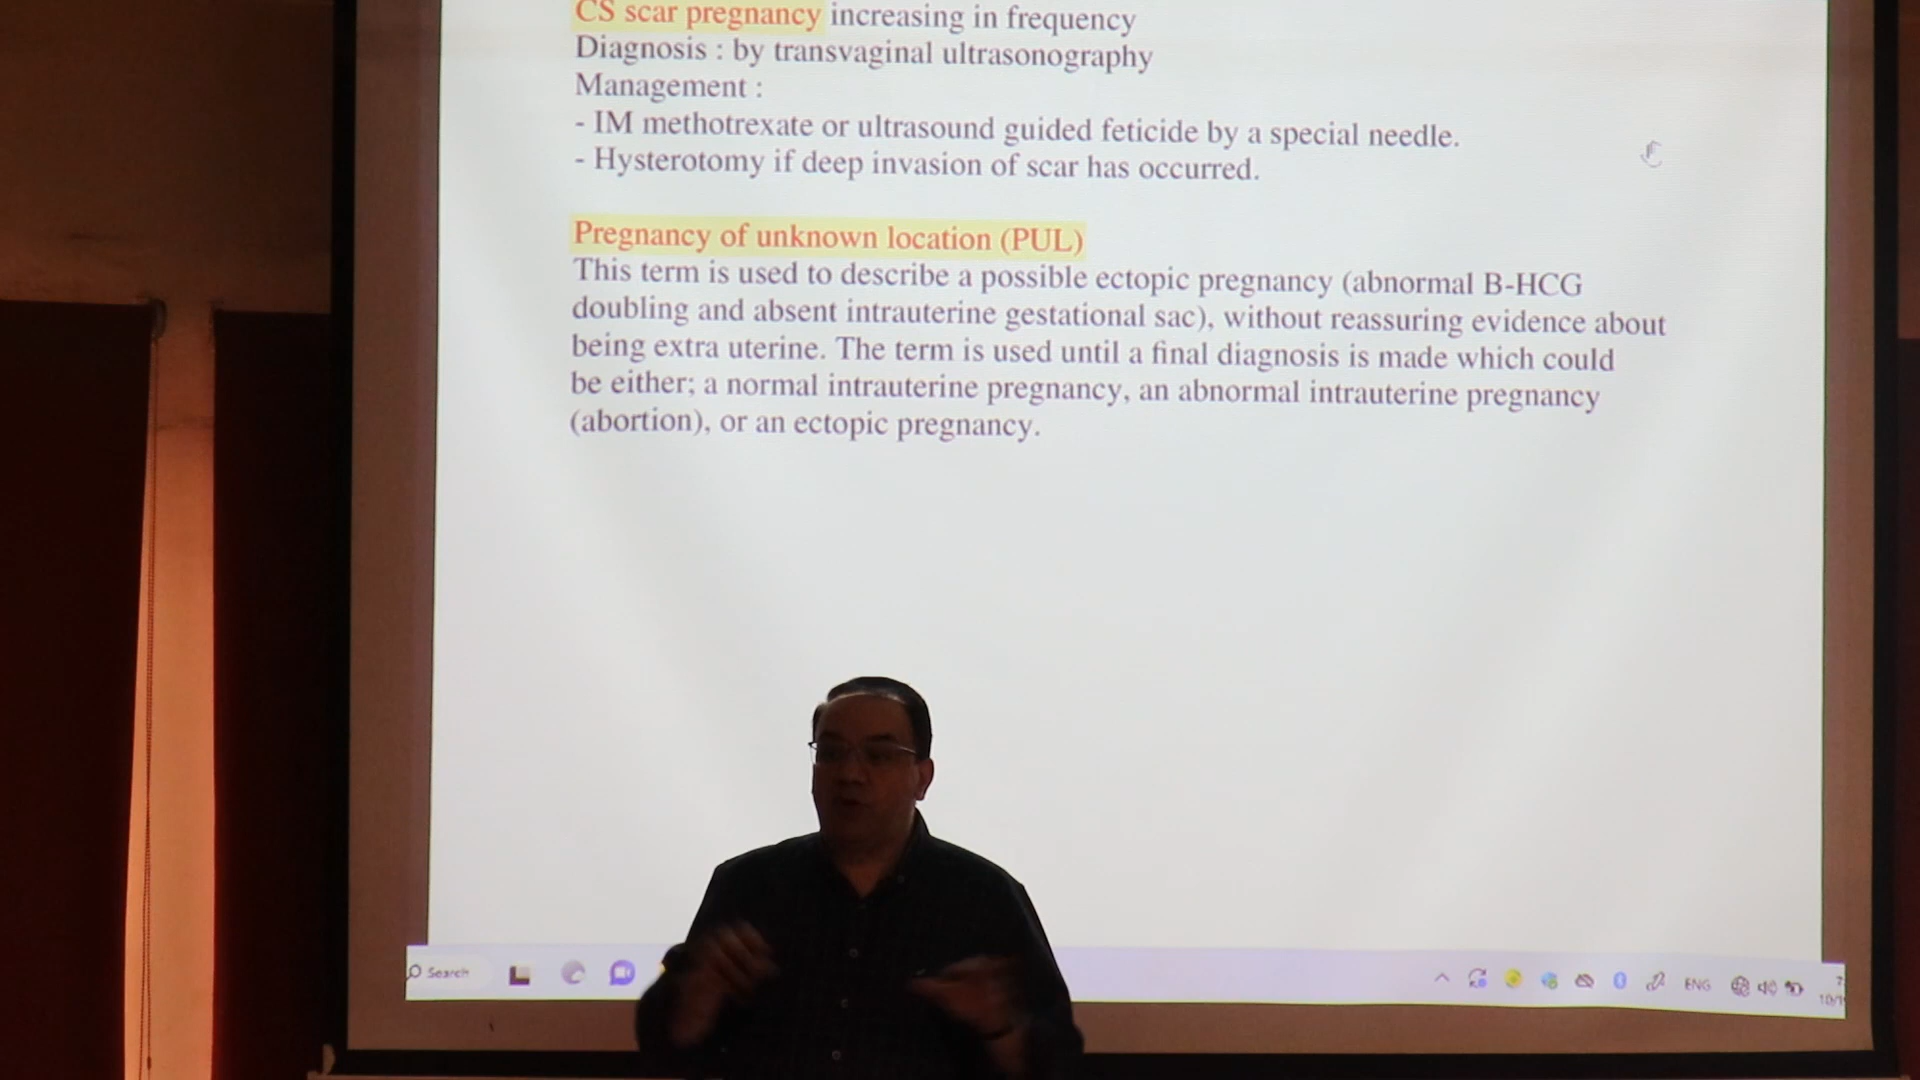 CS scar pregnancy increasing in frequency
Diagnosis : by transvaginal ultrasonography
Management :
- IM methotrexate or ultrasound guided feticide by a special needle.
- Hysterotomy if deep invasion of scar has occurred.
Pregnancy of unknown location (PUL)
This term is used to describe a possible ectopic pregnancy (abnormal B-HCG
doubling and absent intrauterine gestational sac), without reassuring evidence about
being extra uterine. The term is used until a final diagnosis is made which could
be either; a normal intrauterine pregnancy, an abnormal intrauterine pregnancy
(abortion), or an ectopic pregnancy.
Search
ENG